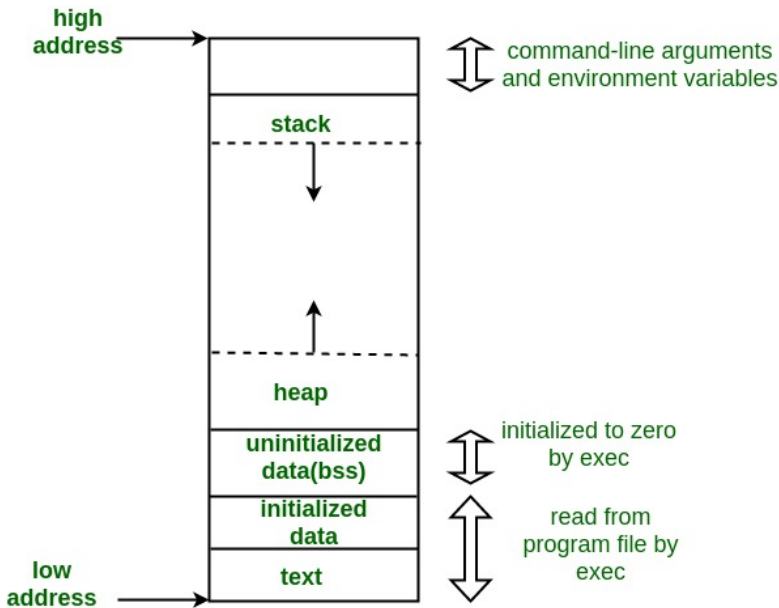 high
address
command-line arguments
and environment variables
stack
heap
uninitialized
data(bss)
initialized to zero
by exec
initialized
data
read from
program file by
exec
text
low
address